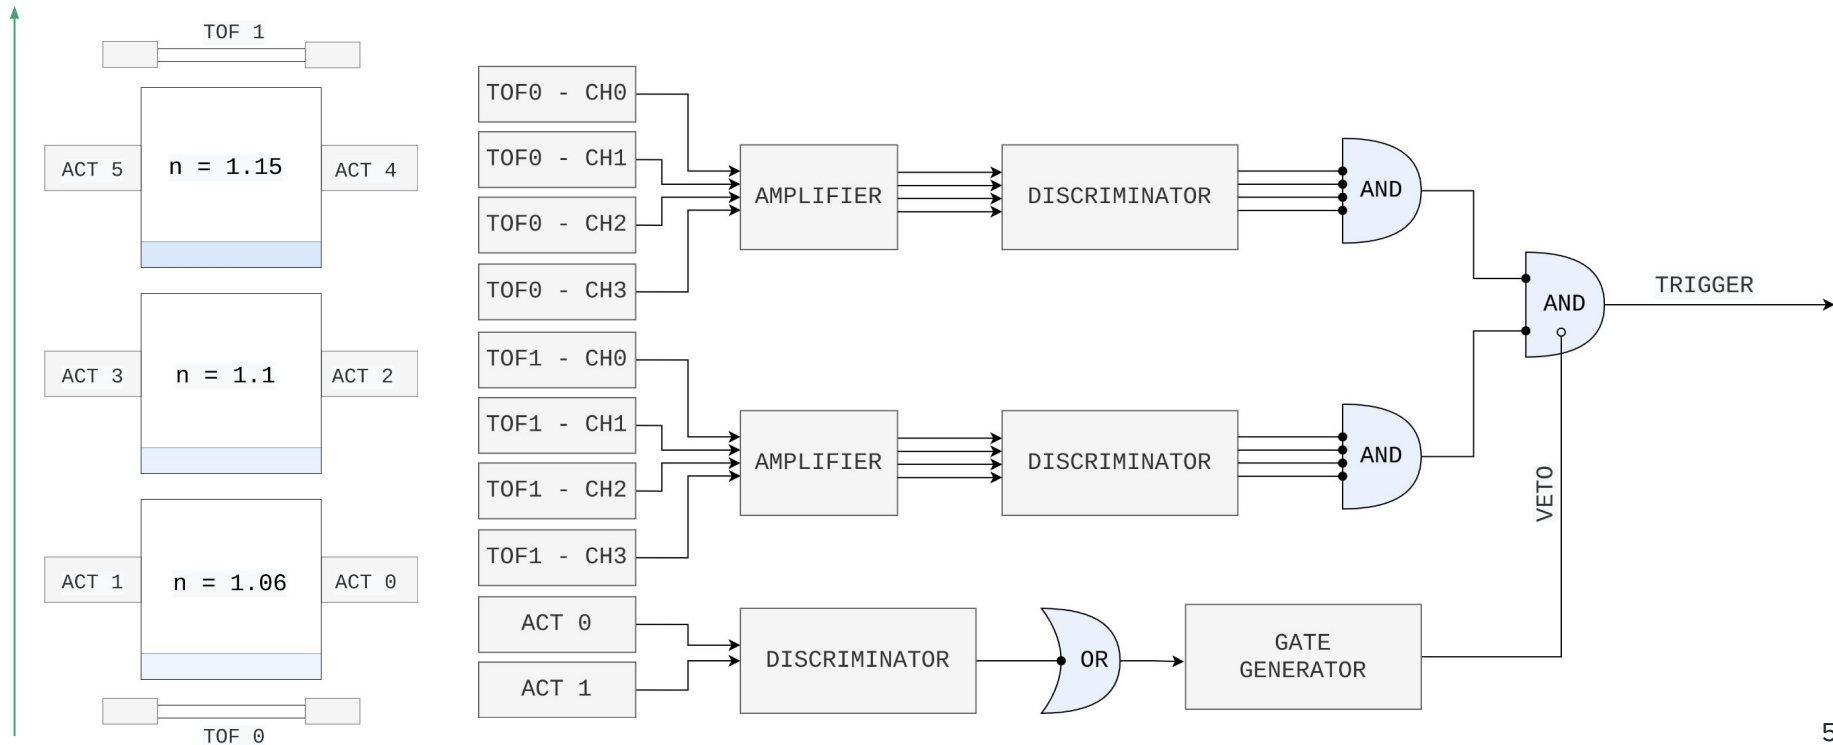 TOF 1
ACT 5
n = 1.15
ACT 4
ACT 3
n = 1.1
ACT 2
ACT 1
n = 1.06
ACT 0
TOF 0
TOF0 - CH0
TOF0 - CH1
TOF0 - CH2
TOF0 - CH3
AMPLIFIER
DISCRIMINATOR
AND
TOF1 - CH0
TOF1 - CH1
TOF1 - CH2
TOF1 - CH3
AMPLIFIER
DISCRIMINATOR
AND
AND
TRIGGER
VETO
ACT 0
ACT 1
DISCRIMINATOR
OR
GATE
GENERATOR
5